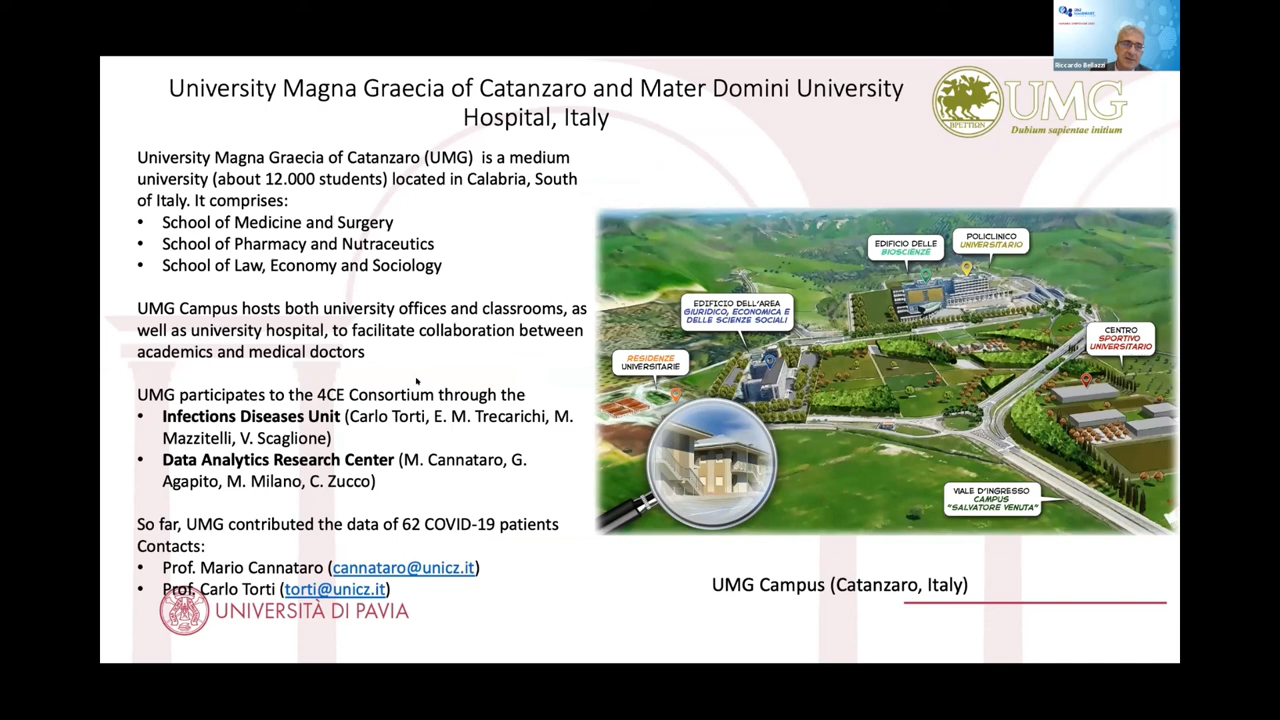 Riccardo Bellazzi
University Magna Graecia of Catanzaro and Mater Domini University
Hospital, Italy
UMG
BPETTION
Dubium sapientae initium
University Magna Graecia of Catanzaro (UMG) is a medium
university (about 12.000 students) located in Calabria, South
of Italy. It comprises:
• School of Medicine and Surgery
• School of Pharmacy and Nutraceutics
• School of Law, Economy and Sociology
UMG Campus hosts both university offices and classrooms, as
well as university hospital, to facilitate collaboration between
academics and medical doctors
UMG participates to the 4CE Consortium through the
• Infections Diseases Unit (Carlo Torti, E. M. Trecarichi, M.
Mazzitelli, V. Scaglione)
• Data Analytics Research Center (M. Cannataro, G.
Agapito, M. Milano, C. Zucco)
So far, UMG contributed the data of 62 COVID-19 patients
Contacts:
• Prof. Mario Cannataro (cannataro@unicz.it)
• Prof. Carlo Torti (torti@unicz.it)
UNIVERSITÀ DI PAVIA
EDIFICIO DELLE
BIOSCIENZE
POLICLINICO
UNIVERSITARIO
EDIFICIO DELL'AREA
GIURIDICO, ECONOMICA E
DELLE SCIENZE SOCIALI
RESIDENZE
UNIVERSITARIE
CENTRO
SPORTIVO
UNIVERSITARIO
VIALE D'INGRESSO
CAMPUS
"SALVATORE VENUTA"
UMG Campus (Catanzaro, Italy)